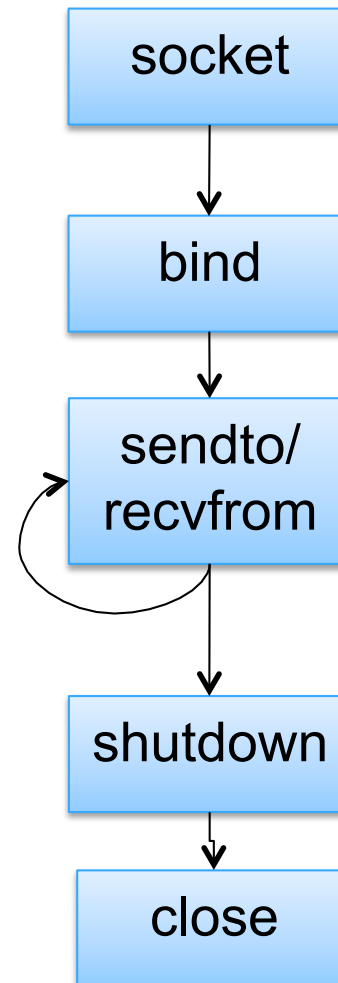 socket
bind
sendto/
recvfrom
shutdown
close